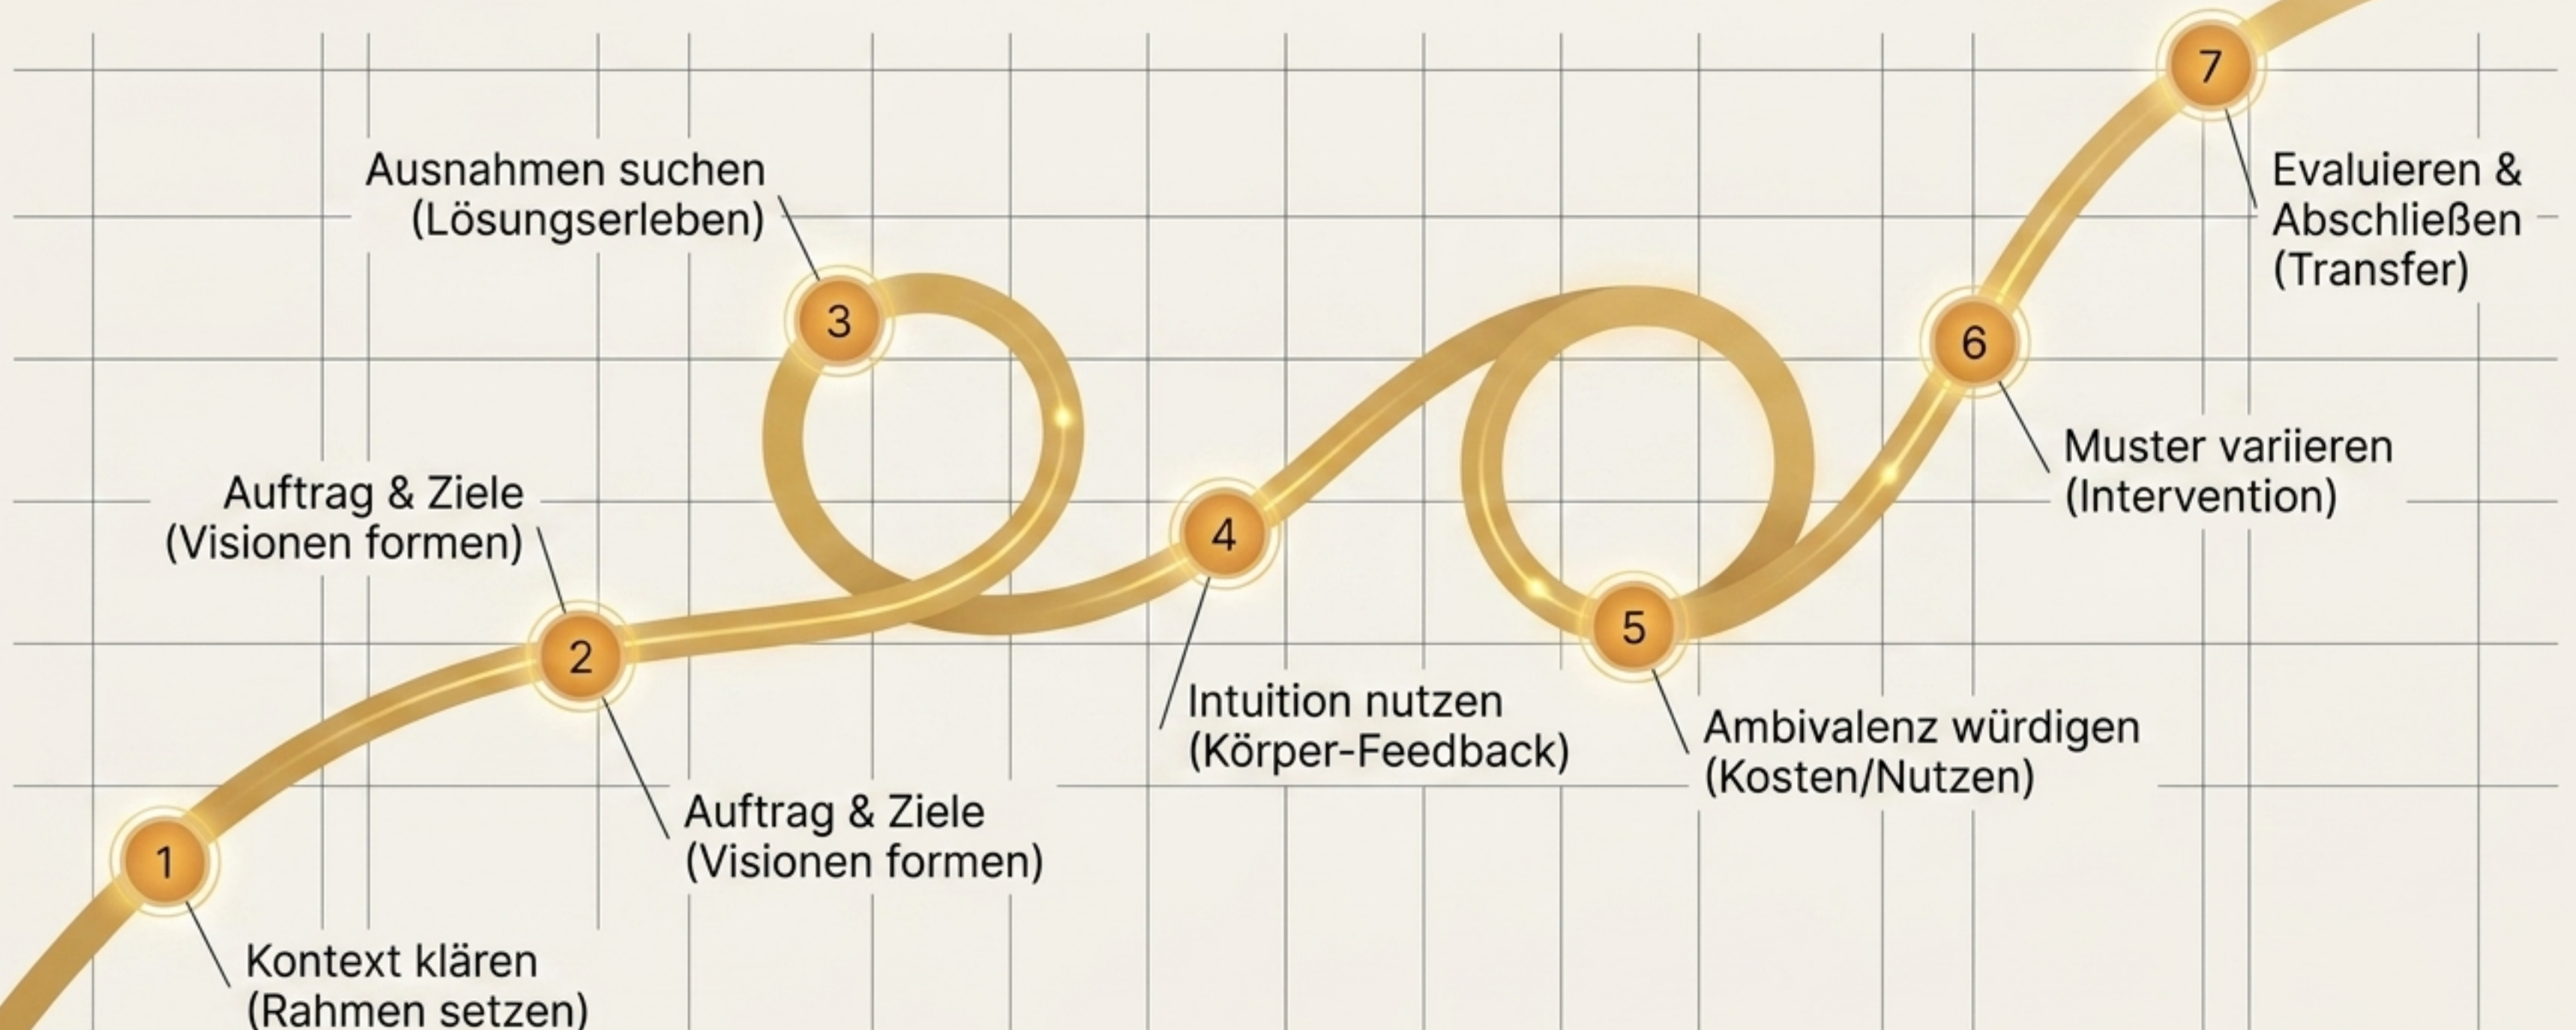 1
Kontext klären
(Rahmen setzen)
2
Auftrag & Ziele
(Visionen formen)
Auftrag & Ziele
(Visionen formen)
3
Ausnahmen suchen
(Lösungserleben)
4
Intuition nutzen
(Körper-Feedback)
5
Ambivalenz würdigen
(Kosten/Nutzen)
6
Muster variieren
(Intervention)
7
Evaluieren &
Abschließen
(Transfer)